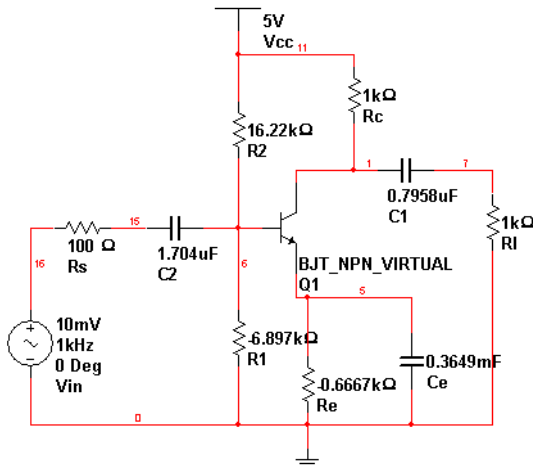 5V
Vcc
11
1kΩ
Rc
16.22kΩ
R2
1
7
0.7958uF
C1
15
100 Ω
Rs
1.704uF
C2
6
1kΩ
Rl
16
BJT_NPN_VIRTUAL
Q1
5
10mV
1kHz
0 Deg
Vin
-6.897kΩ
R1
-0.6667kΩ
Re
0.3649mF
Ce
0